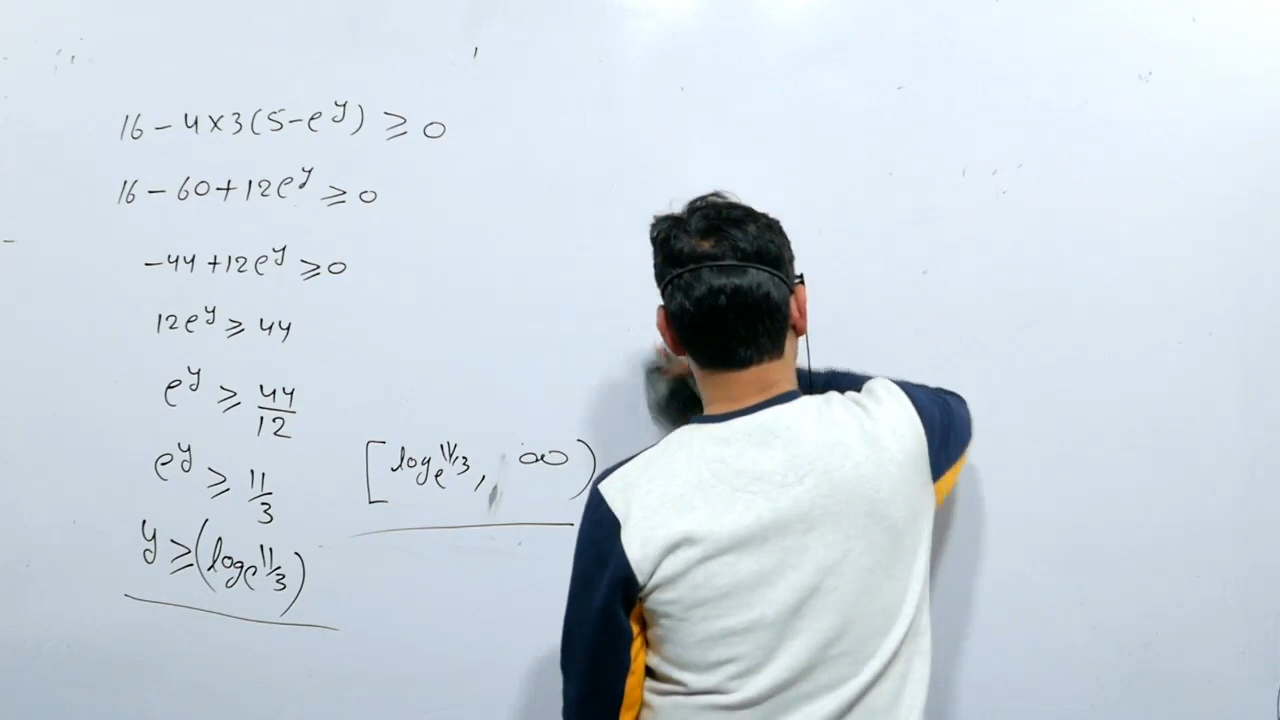 16 - 4 × 3 (5 - e^y) ≥ 0
16 - 60 + 12e^y ≥ 0
-44 + 12e^y ≥ 0
12e^y ≥ 44
e^y ≥ 44/12
e^y ≥ 11/3
y ≥ (log_e 11/3)
[log_e 11/3, ∞)